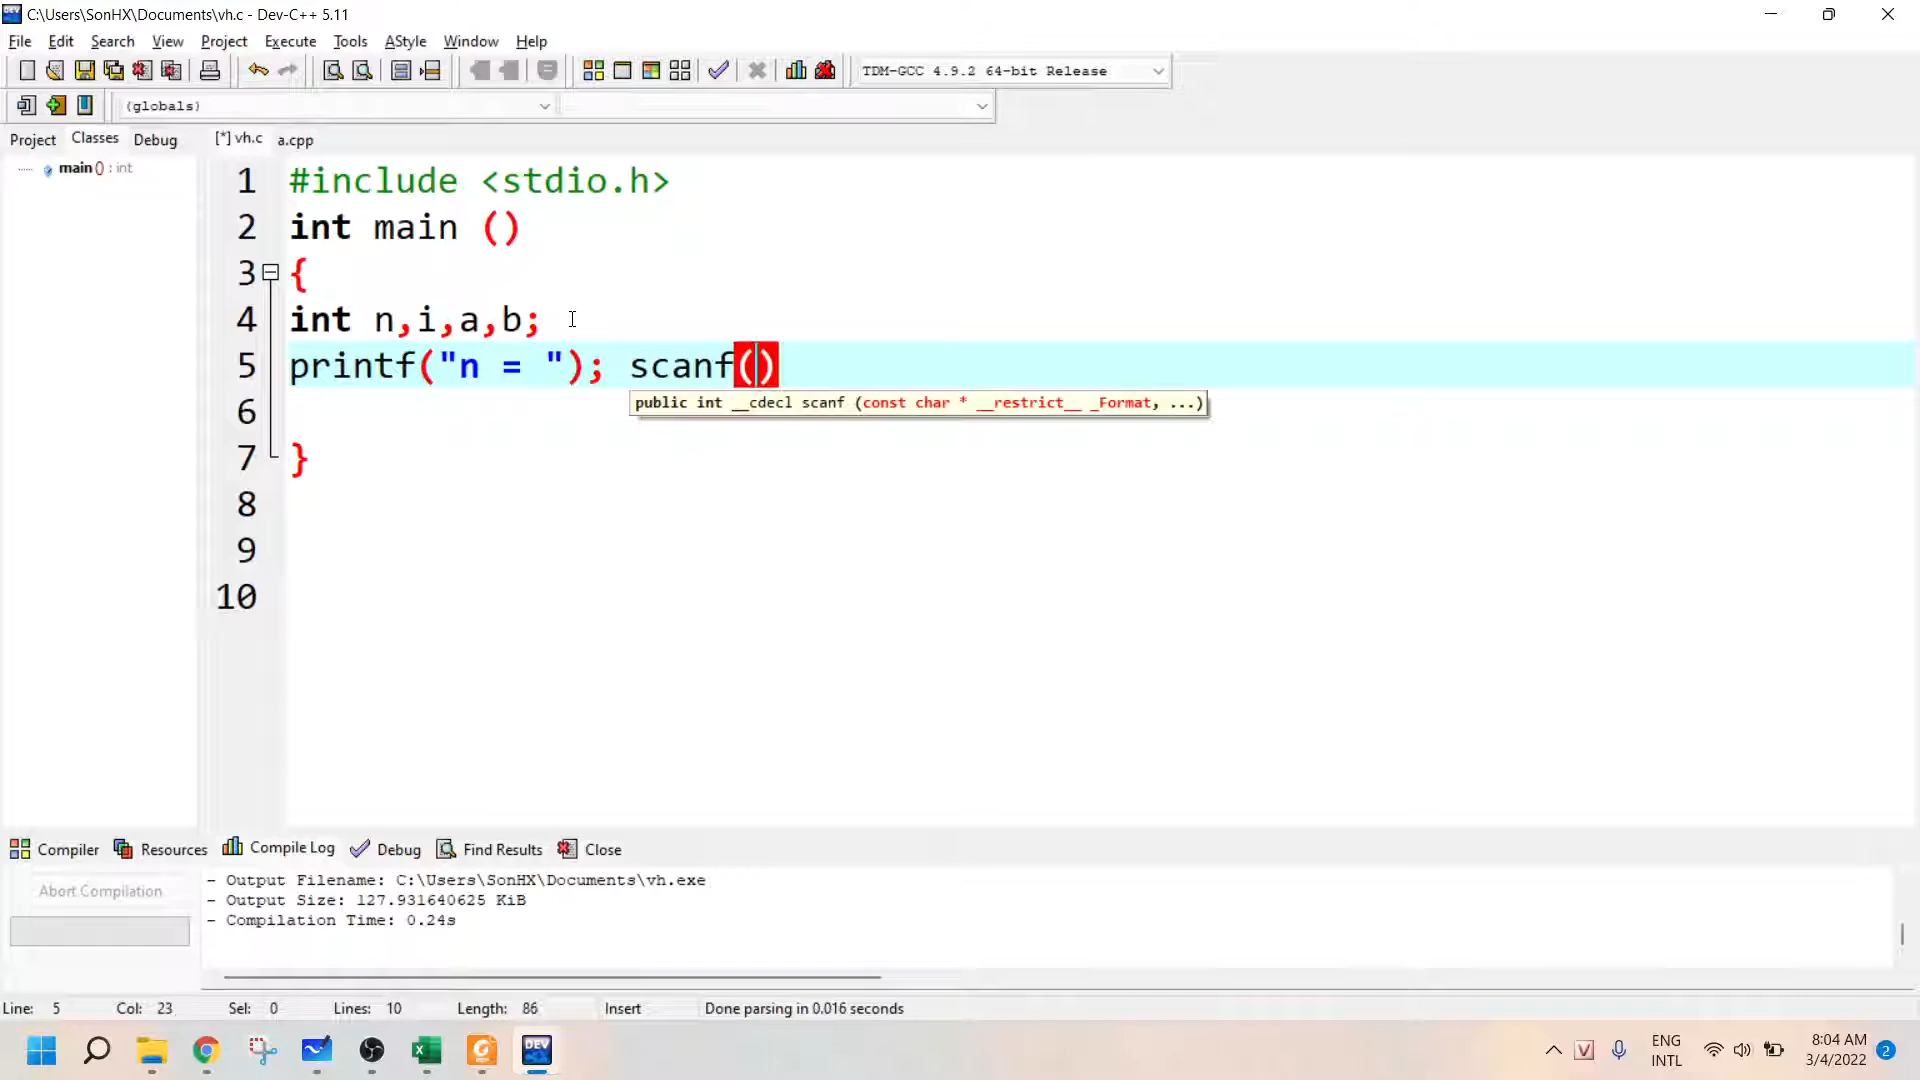 C:\Users\SonHX\Documents\vh.c - Dev-C++ 5.11
File Edit Search View Project Execute Tools AStyle Window Help
TDM-GCC 4.9.2 64-bit Release
(globals)
Project Classes Debug [*] vh.c a.cpp
main () : int
1 #include <stdio.h>
2 int main ()
3 {
4 int n,i,a,b;
5 printf("n = "); scanf()
public int __cdecl scanf (const char * __restrict__ _Format, ...)
6
7 }
8
9
10
Compiler Resources Compile Log Debug Find Results Close
Abort Compilation
- Output Filename: C:\Users\SonHX\Documents\vh.exe
- Output Size: 127.931640625 KiB
- Compilation Time: 0.24s
Line: 5 Col: 23 Sel: 0 Lines: 10 Length: 86 Insert Done parsing in 0.016 seconds
DEV
V
ENG
INTL
8:04 AM
3/4/2022
2